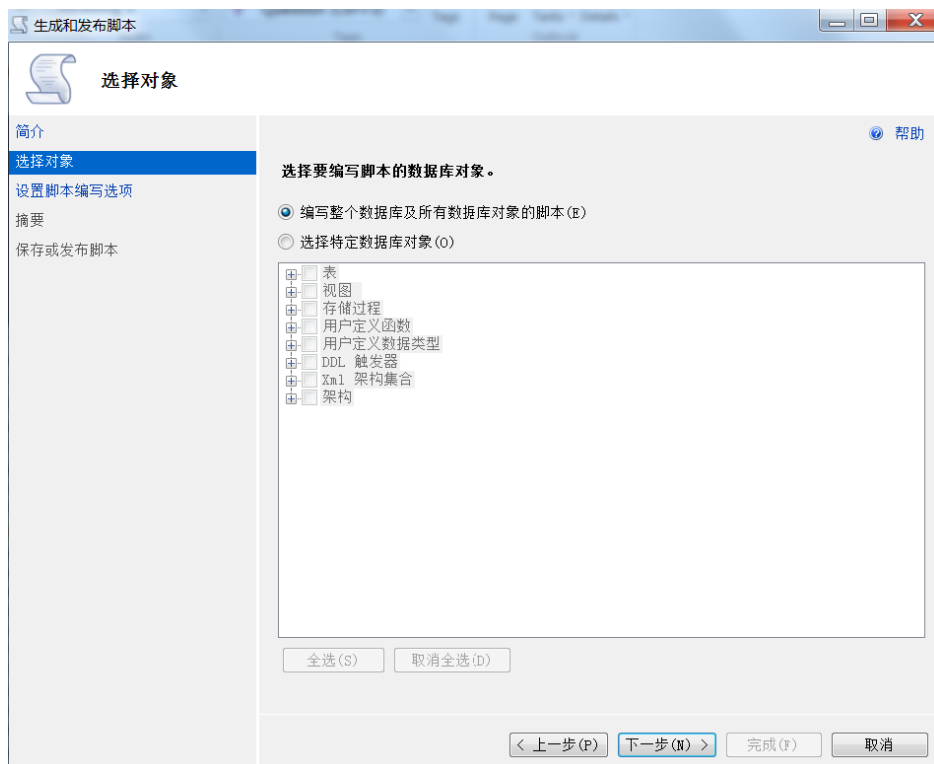 生成和发布脚本
选择对象
简介
帮助
选择对象
选择要编写脚本的数据库对象。
设置脚本编写选项
编写整个数据库及所有数据库对象的脚本(E)
摘要
选择特定数据库对象(O)
保存或发布脚本
表
视图
存储过程
用户定义函数
用户定义数据类型
DDL 触发器
Xml 架构集合
架构
全选(S)
取消全选(D)
< 上一步(P)
下一步(N) >
完成(F)
取消